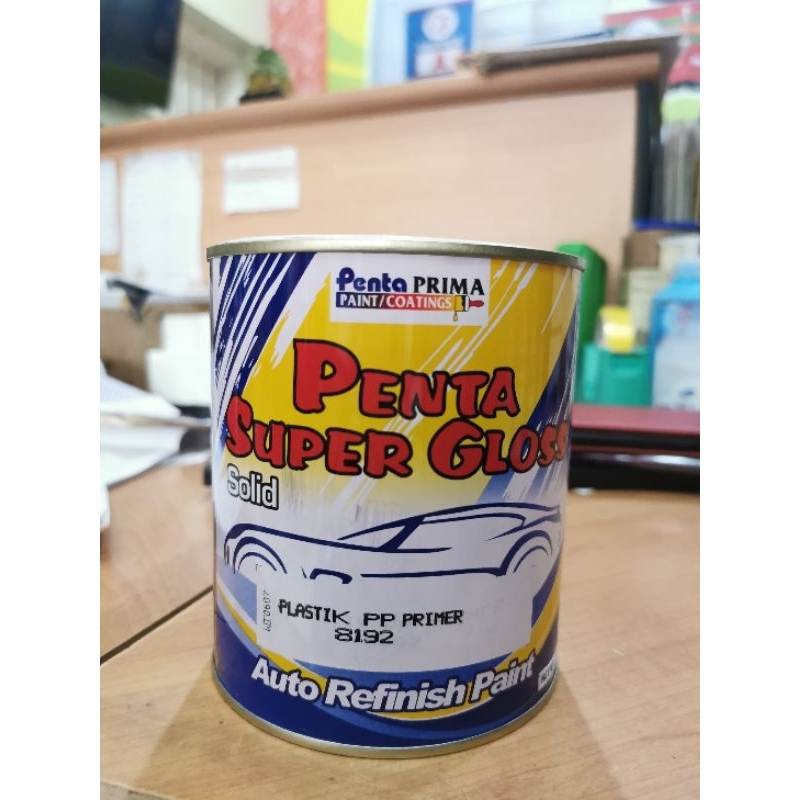 Penta PRIMA
PAINT/COATINGS
PENTA
SUPER GLOSS
Solid
PLASTIK PP PRIMER
8192
Auto Refinish Paint